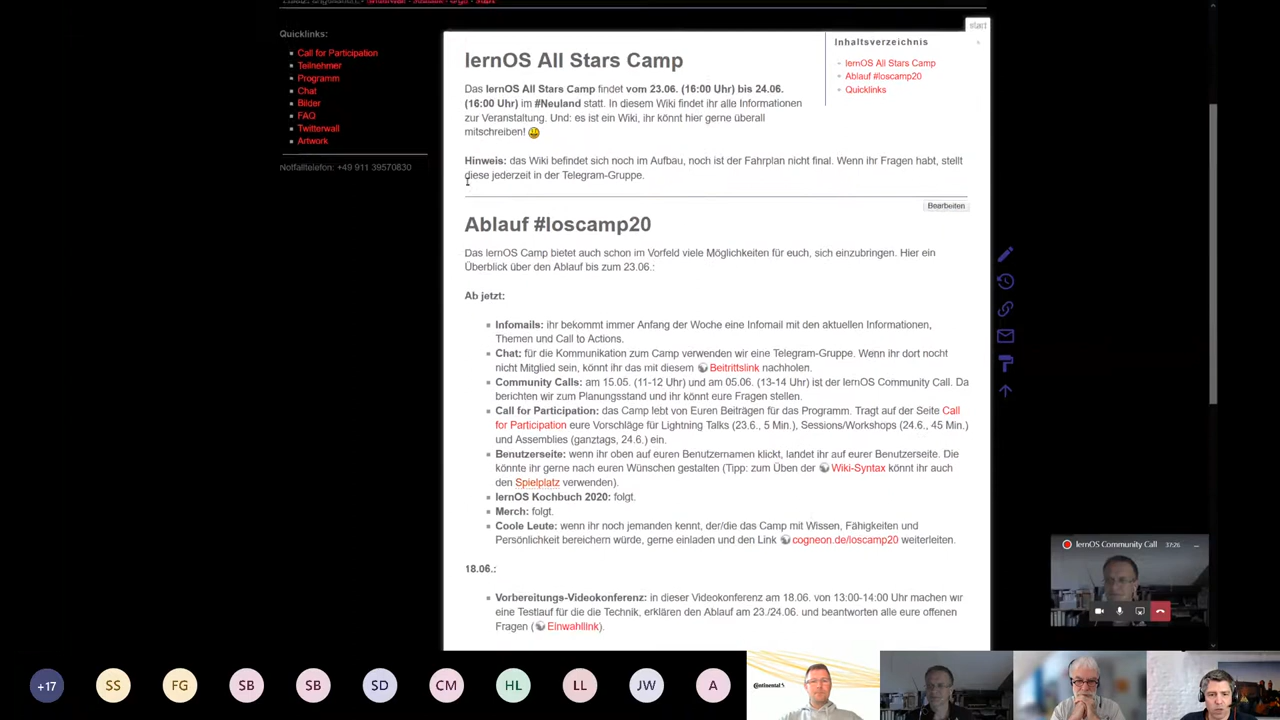 start
Quicklinks:
Call for Participation
Teilnehmer
Programm
Chat
Bilder
FAQ
Twitterwall
Artwork
Notfalltelefon: +49 911 39570830
Inhaltsverzeichnis
lernOS All Stars Camp
Ablauf #loscamp20
Quicklinks
lernOS All Stars Camp
Das lernOS All Stars Camp findet vom 23.06. (16:00 Uhr) bis 24.06.
(16:00 Uhr) im #Neuland statt. In diesem Wiki findet ihr alle Informationen
zur Veranstaltung. Und: es ist ein Wiki, ihr könnt hier gerne überall
mitschreiben!
Hinweis: das Wiki befindet sich noch im Aufbau, noch ist der Fahrplan nicht final. Wenn ihr Fragen habt, stellt
diese jederzeit in der Telegram-Gruppe.
Bearbeiten
Ablauf #loscamp20
Das lernOS Camp bietet auch schon im Vorfeld viele Möglichkeiten für euch, sich einzubringen. Hier ein
Überblick über den Ablauf bis zum 23.06.:
Ab jetzt:
Infomails: ihr bekommt immer Anfang der Woche eine Infomail mit den aktuellen Informationen,
Themen und Call to Actions.
Chat: für die Kommunikation zum Camp verwenden wir eine Telegram-Gruppe. Wenn ihr dort nocht
nicht Mitglied sein, könnt ihr das mit diesem Beitrittslink nachholen.
Community Calls: am 15.05. (11-12 Uhr) und am 05.06. (13-14 Uhr) ist der lernOS Community Call. Da
berichten wir zum Planungsstand und ihr könnt eure Fragen stellen.
Call for Participation: das Camp lebt von Euren Beiträgen für das Programm. Tragt auf der Seite Call
for Participation eure Vorschläge für Lightning Talks (23.6., 5 Min.), Sessions/Workshops (24.6., 45 Min.)
und Assemblies (ganztags, 24.6.) ein.
Benutzerseite: wenn ihr oben auf euren Benutzernamen klickt, landet ihr auf eurer Benutzerseite. Die
könnte ihr gerne nach euren Wünschen gestalten (Tipp: zum Üben der Wiki-Syntax könnt ihr auch
den Spielplatz verwenden).
lernOS Kochbuch 2020: folgt.
Merch: folgt.
Coole Leute: wenn ihr noch jemanden kennt, der/die das Camp mit Wissen, Fähigkeiten und
Persönlichkeit bereichern würde, gerne einladen und den Link cogneon.de/loscamp20 weiterleiten.
18.06.:
Vorbereitungs-Videokonferenz: in dieser Videokonferenz am 18.06. von 13:00-14:00 Uhr machen wir
eine Testlauf für die die Technik, erklären den Ablauf am 23./24.06. und beantworten alle eure offenen
Fragen (Einwahllink).
lernOS Community Call 37:26
+17 SS FG SB SB SD CM HL LL JW A
Continental